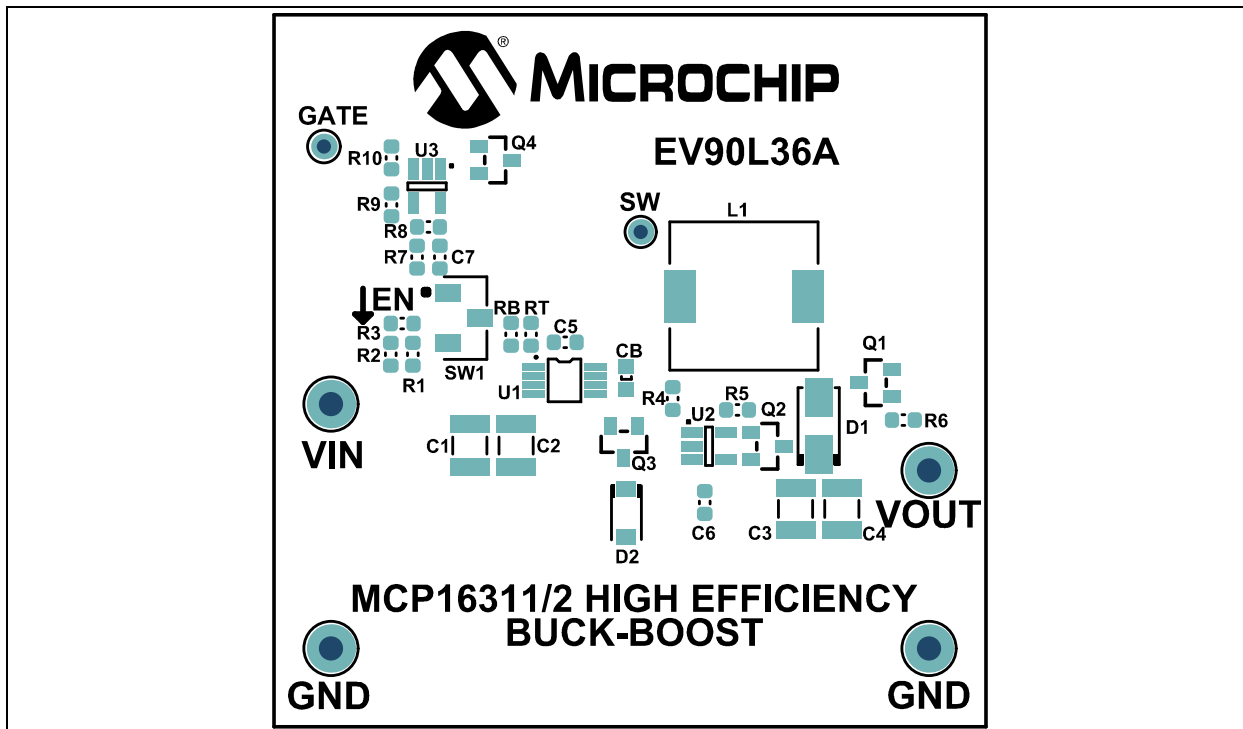 MICROCHIP
®
GATE
EV90L36A
Q4
U3
R10
R9
SW
L1
R8
R7
C7
EN
RB
RT
R3
C5
Q1
R2
R1
SW1
U1
CB
R4
R5
U2
Q2
D1
R6
VIN
C1
C2
Q3
VOUT
C6
C3
C4
D2
MCP16311/2 HIGH EFFICIENCY
BUCK-BOOST
GND
GND